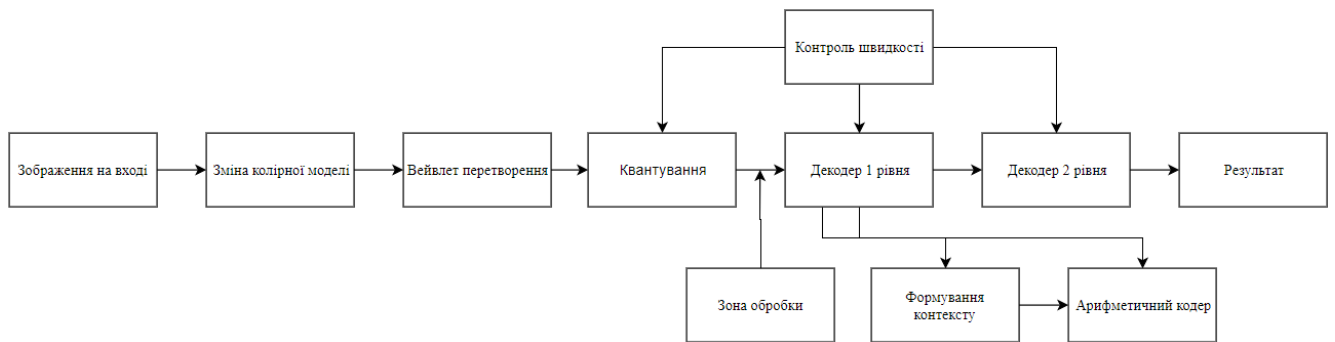 Контроль швидкості
Зображення на вході
Зміна колірної моделі
Вейвлет перетворення
Квантування
Декодер 1 рівня
Декодер 2 рівня
Результат
Зона обробки
Формування
контексту
Арифметичний кодер